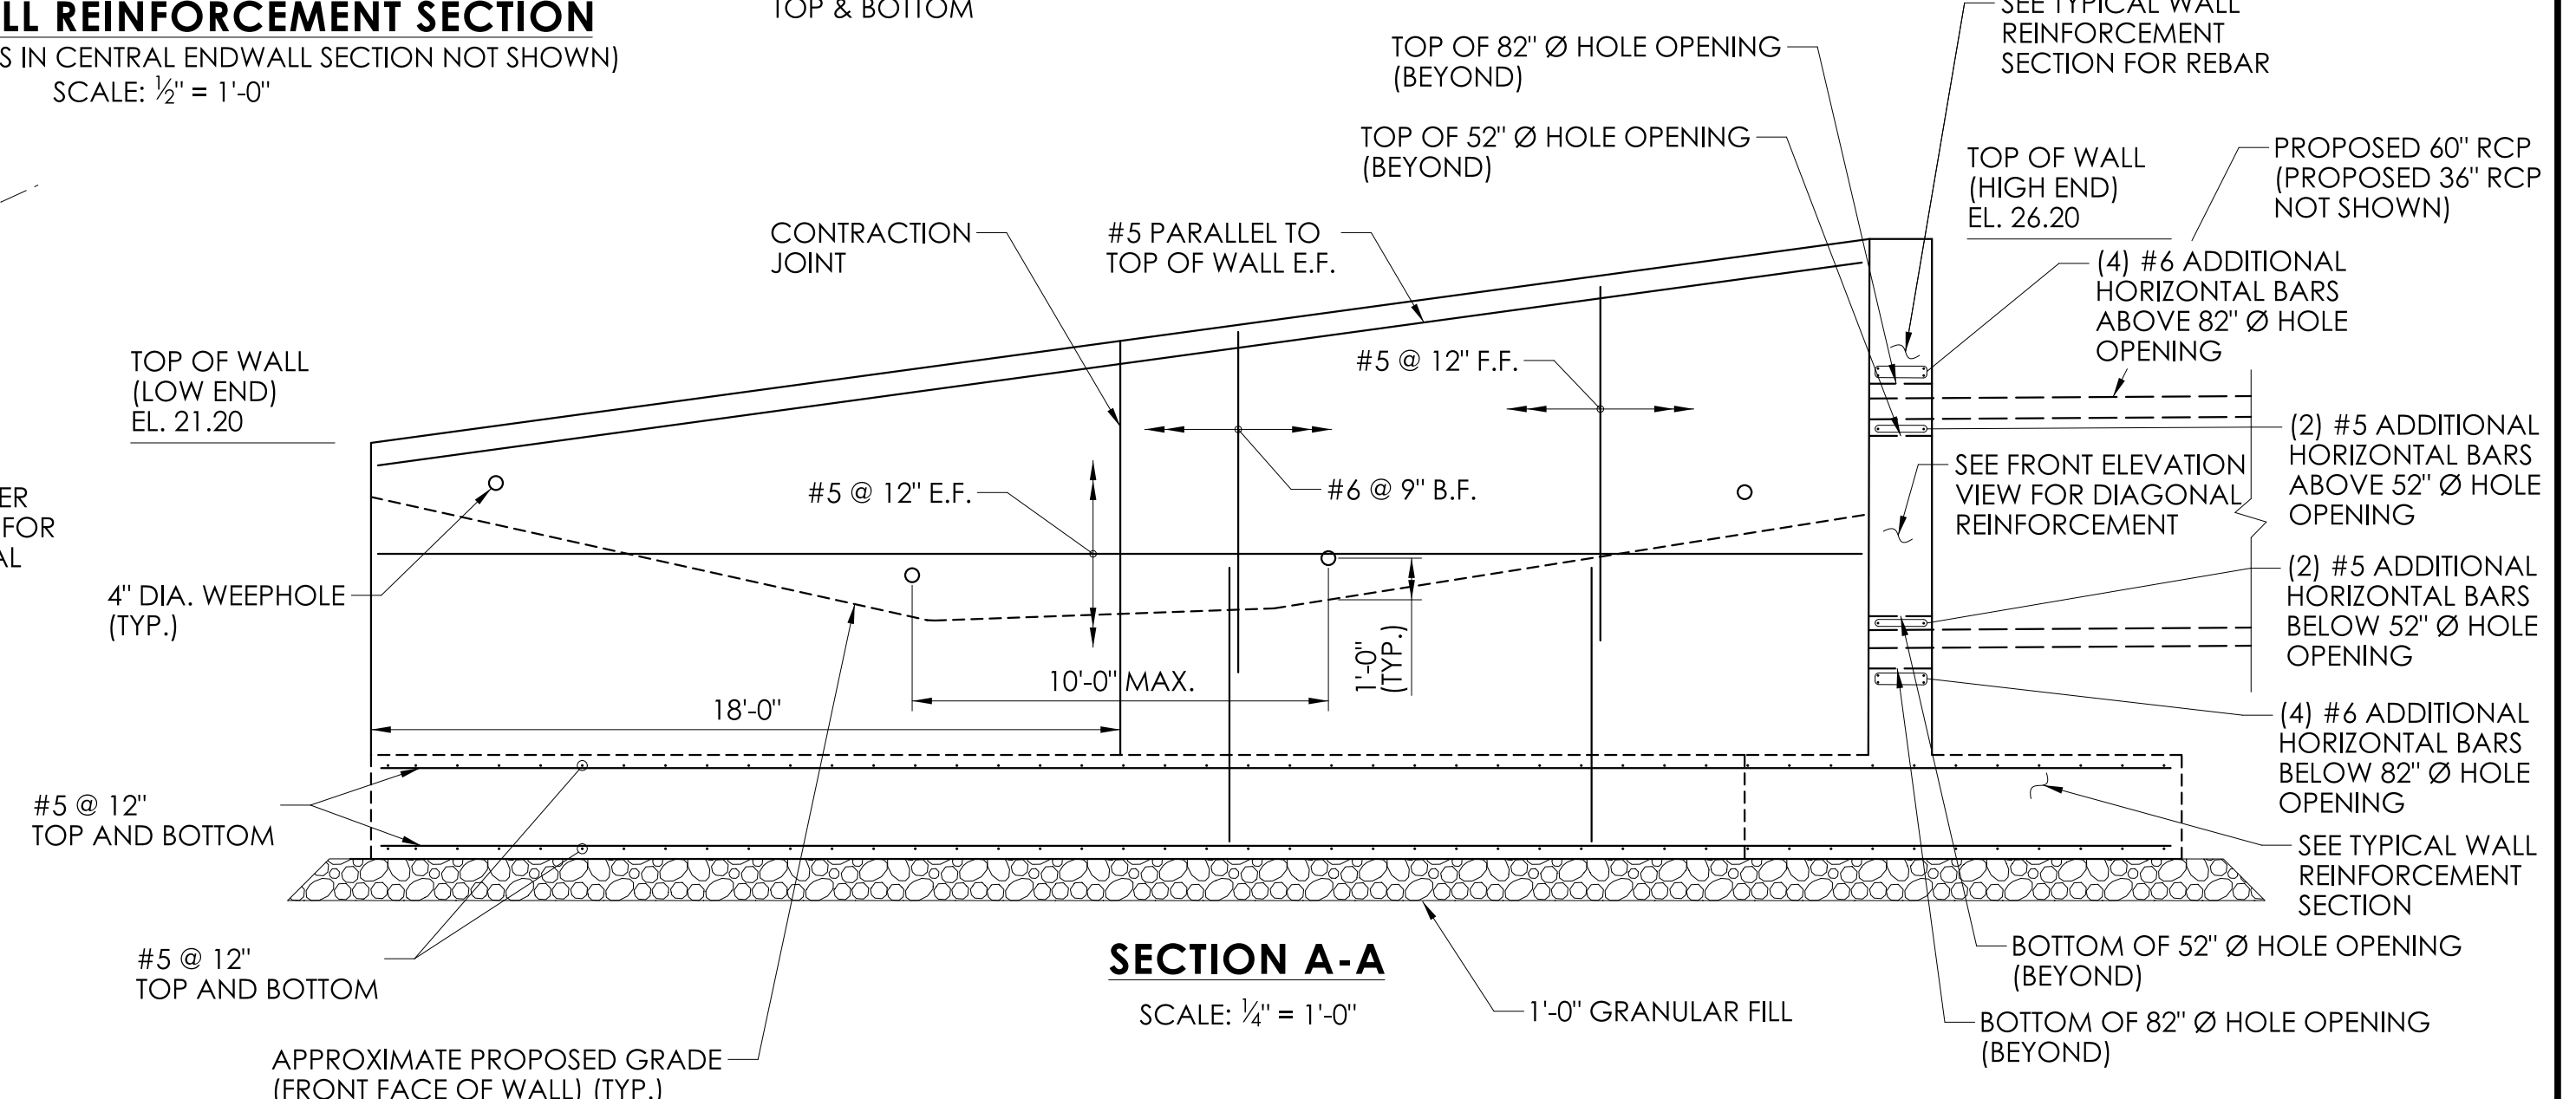 LL REINFORCEMENT SECTION
S IN CENTRAL ENDWALL SECTION NOT SHOWN)
SCALE: ½" = 1'-0"
TOP & BOTTOM
SEE TYPICAL WALL
REINFORCEMENT
SECTION FOR REBAR
TOP OF 82" Ø HOLE OPENING
(BEYOND)
TOP OF 52" Ø HOLE OPENING
(BEYOND)
TOP OF WALL
(HIGH END)
EL. 26.20
PROPOSED 60" RCP
(PROPOSED 36" RCP
NOT SHOWN)
CONTRACTION
JOINT
#5 PARALLEL TO
TOP OF WALL E.F.
(4) #6 ADDITIONAL
HORIZONTAL BARS
ABOVE 82" Ø HOLE
OPENING
TOP OF WALL
(LOW END)
EL. 21.20
#5 @ 12" F.F.
(2) #5 ADDITIONAL
HORIZONTAL BARS
ABOVE 52" Ø HOLE
OPENING
#5 @ 12" E.F.
#6 @ 9" B.F.
SEE FRONT ELEVATION
VIEW FOR DIAGONAL
REINFORCEMENT
ER
FOR
AL
4" DIA. WEEPHOLE
(TYP.)
(2) #5 ADDITIONAL
HORIZONTAL BARS
BELOW 52" Ø HOLE
OPENING
1'-0"
(TYP.)
10'-0" MAX.
18'-0"
(4) #6 ADDITIONAL
HORIZONTAL BARS
BELOW 82" Ø HOLE
OPENING
#5 @ 12"
TOP AND BOTTOM
SEE TYPICAL WALL
REINFORCEMENT
SECTION
#5 @ 12"
TOP AND BOTTOM
SECTION A-A
SCALE: ¼" = 1'-0"
1'-0" GRANULAR FILL
BOTTOM OF 52" Ø HOLE OPENING
(BEYOND)
BOTTOM OF 82" Ø HOLE OPENING
(BEYOND)
APPROXIMATE PROPOSED GRADE
(FRONT FACE OF WALL) (TYP.)